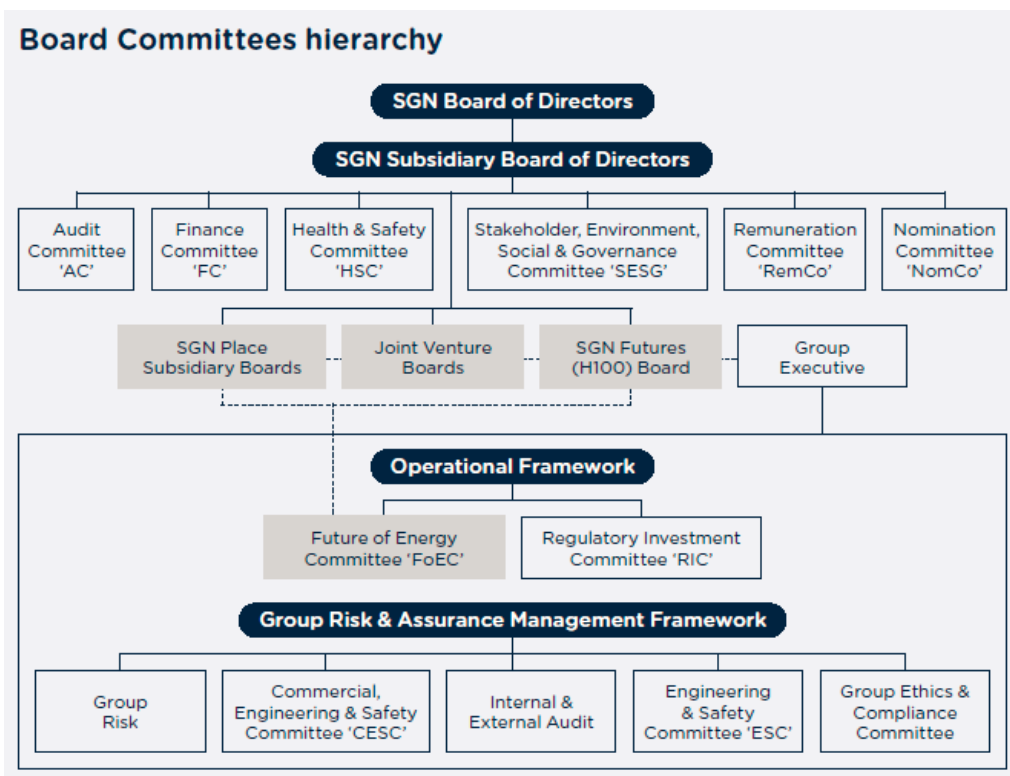 Board Committees hierarchy
SGN Board of Directors
SGN Subsidiary Board of Directors
Audit
Committee
‘AC’
Finance
Committee
‘FC’
Health & Safety
Committee
‘HSC’
Stakeholder, Environment,
Social & Governance
Committee ‘SESG’
Remuneration
Committee
‘RemCo’
Nomination
Committee
‘NomCo’
SGN Place
Subsidiary Boards
Joint Venture
Boards
SGN Futures
(H100) Board
Group
Executive
Operational Framework
Future of Energy
Committee ‘FoEC’
Regulatory Investment
Committee ‘RIC’
Group Risk & Assurance Management Framework
Group
Risk
Commercial,
Engineering & Safety
Committee ‘CESC’
Internal &
External Audit
Engineering
& Safety
Committee ‘ESC’
Group Ethics &
Compliance
Committee